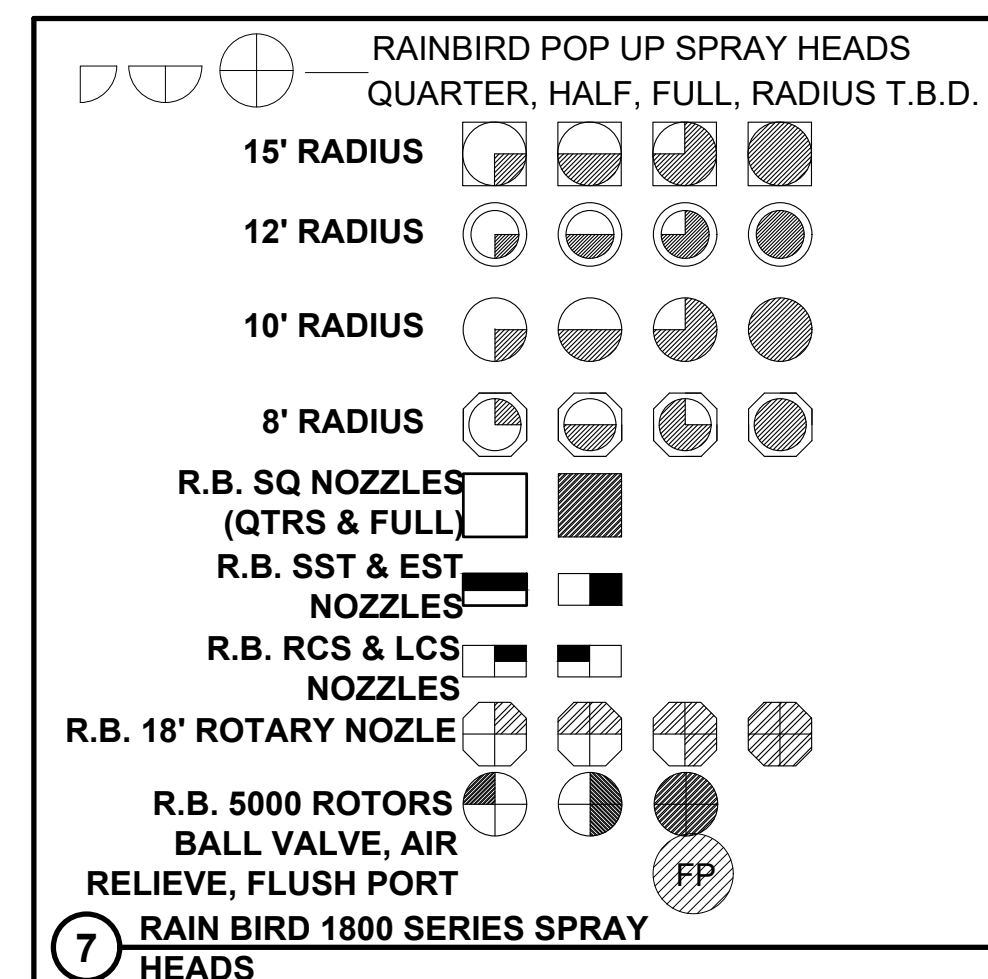 RAINBIRD POP UP SPRAY HEADS
QUARTER, HALF, FULL, RADIUS T.B.D.
15' RADIUS
12' RADIUS
10' RADIUS
8' RADIUS
R.B. SQ NOZZLES
(QTRS & FULL)
R.B. SST & EST
NOZZLES
R.B. RCS & LCS
NOZZLES
R.B. 18' ROTARY NOZLE
R.B. 5000 ROTORS
BALL VALVE, AIR
RELIEVE, FLUSH PORT
FP
7
RAIN BIRD 1800 SERIES SPRAY
HEADS